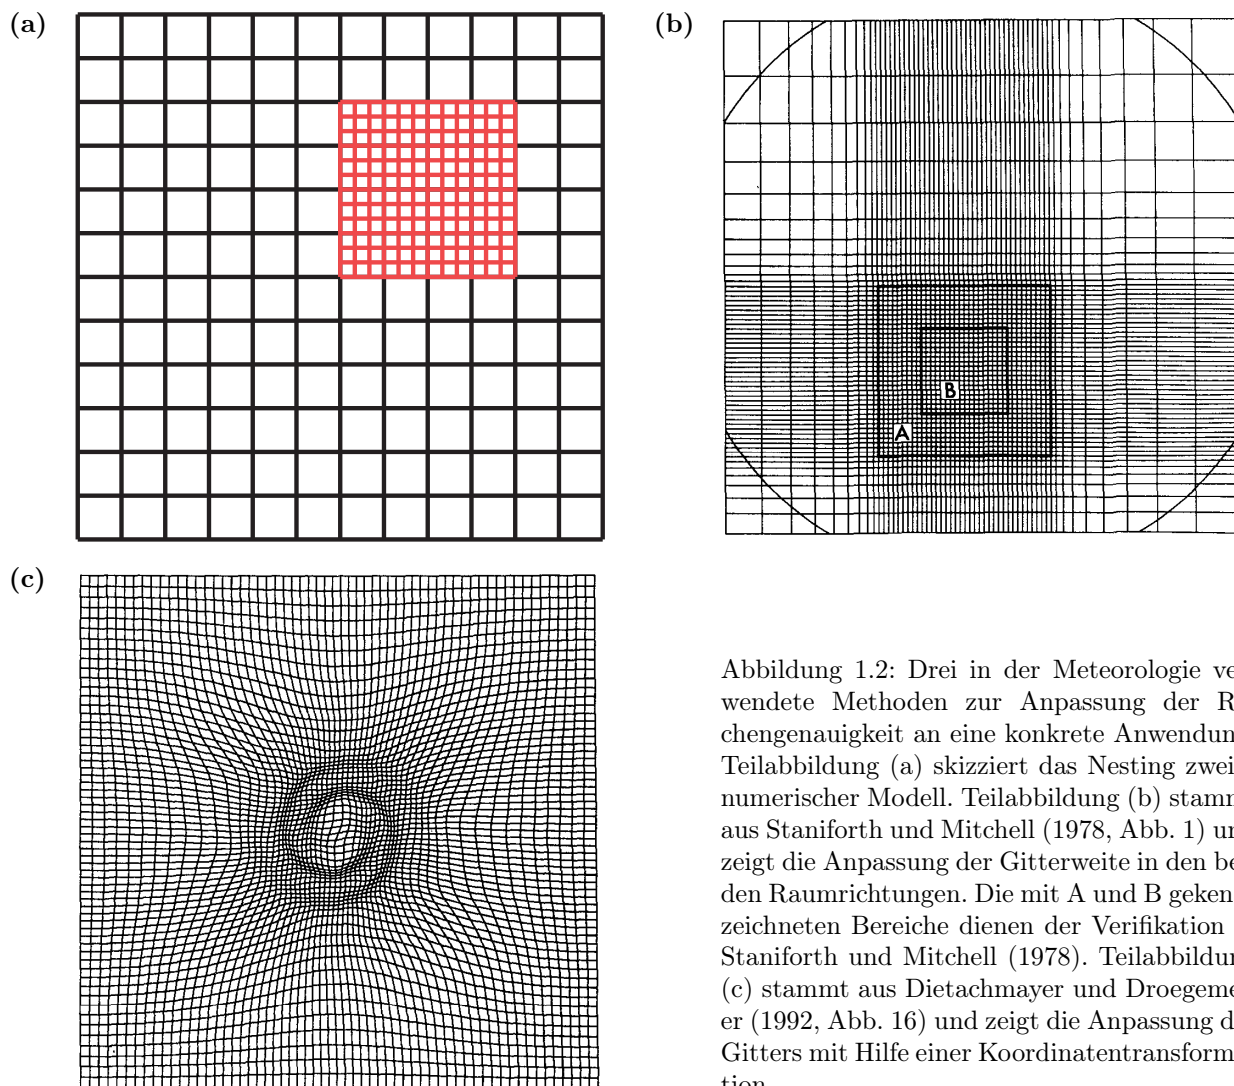 (a)
(b)
B
A
(c)
Abbildung 1.2: Drei in der Meteorologie ve
wendete Methoden zur Anpassung der R
chengenauigkeit an eine konkrete Anwendun
Teilabbildung (a) skizziert das Nesting zwei
numerischer Modell. Teilabbildung (b) stamm
aus Staniforth und Mitchell (1978, Abb. 1) un
zeigt die Anpassung der Gitterweite in den be
den Raumrichtungen. Die mit A und B geken
zeichneten Bereiche dienen der Verifikation
Staniforth und Mitchell (1978). Teilabbildun
(c) stammt aus Dietachmayer und Droegeme
er (1992, Abb. 16) und zeigt die Anpassung d
Gitters mit Hilfe einer Koordinatentransform
tion